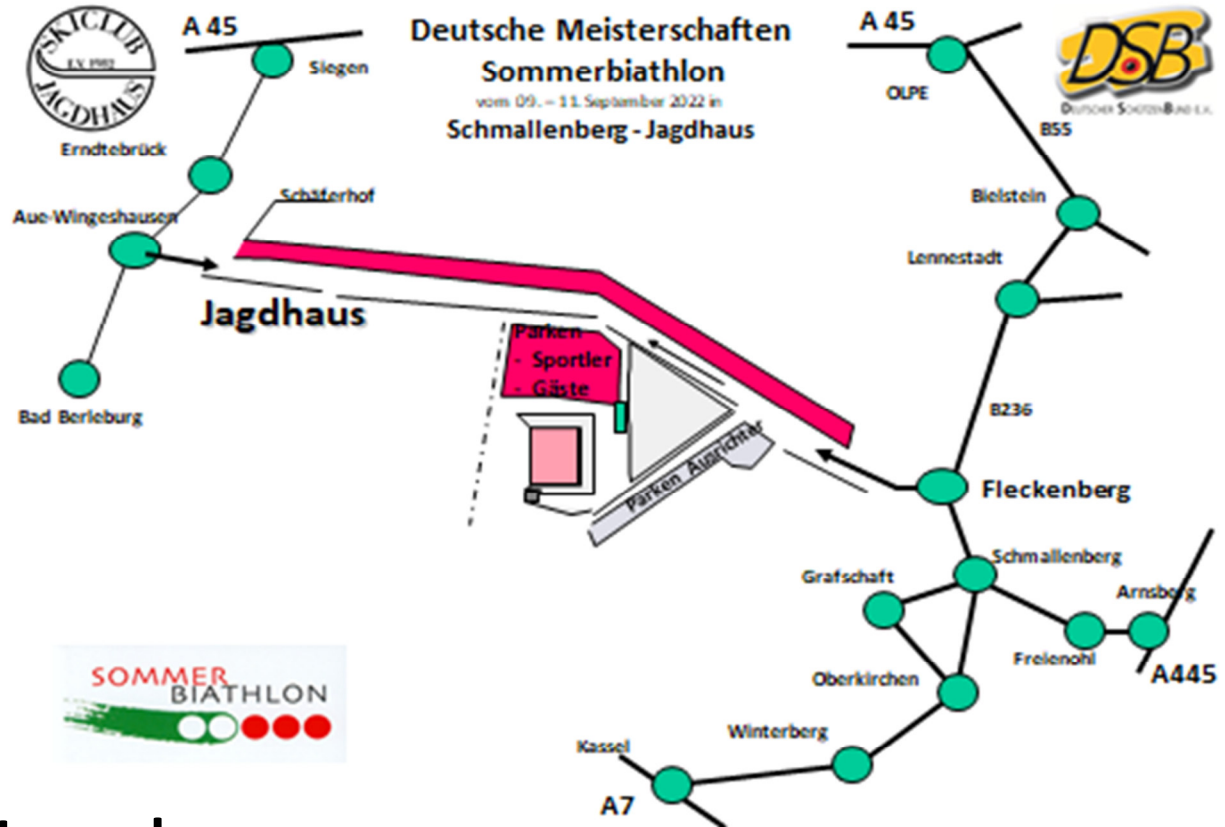 SKICLUB
E.V. 1982
JAGDHAUS
A 45
Siegen
Erndtebrück
Aue-Wingeshausen
Bad Berleburg
Deutsche Meisterschaften
Sommerbiathlon
vom 09. – 11. September 2022 in
Schmallenberg - Jagdhaus
A 45
OLPE
DSB
DEUTSCHER SCHÜTZENBUND E.V.
B55
Bielstein
Lennestadt
B236
Schäferhof
Jagdhaus
Parken
- Sportler
- Gäste
Parken Ausrichter
Fleckenberg
Schmallenberg
Grafschaft
Arnsberg
Freienohl
A445
Oberkirchen
Winterberg
Kassel
A7
SOMMER
BIATHLON